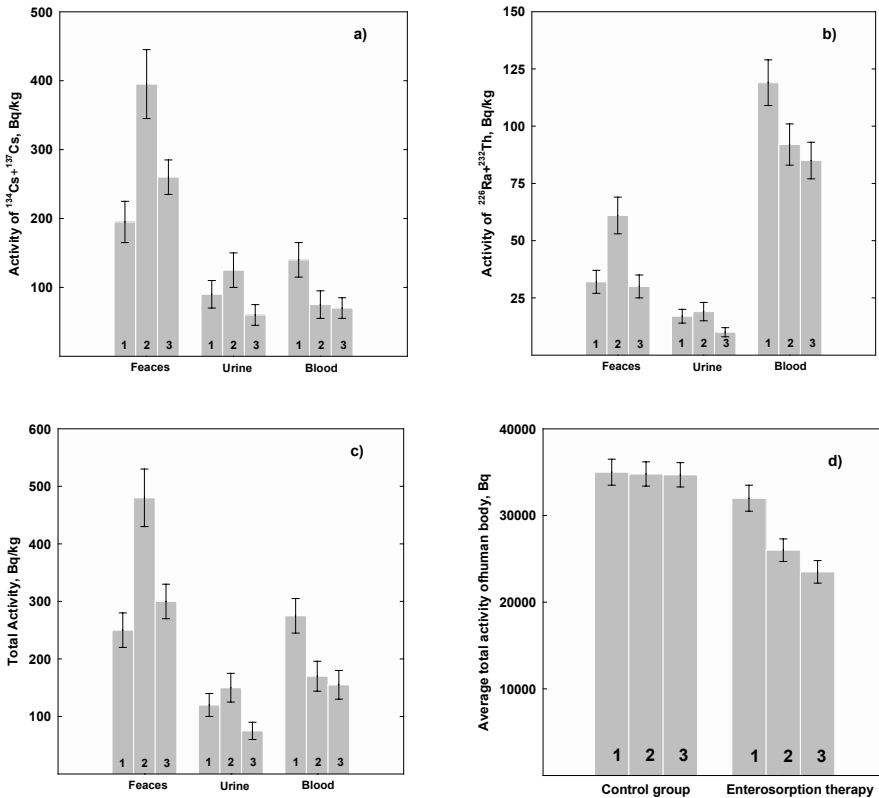 a)
Activity of ¹³⁴Cs+¹³⁷Cs, Bq/kg
500
400
300
200
100
1 2 3 1 2 3 1 2 3
Feaces Urine Blood
b)
Activity of ²²⁶Ra+²³²Th, Bq/kg
150
125
100
75
50
25
1 2 3 1 2 3 1 2 3
Feaces Urine Blood
c)
Total Activity, Bq/kg
600
500
400
300
200
100
1 2 3 1 2 3 1 2 3
Feaces Urine Blood
d)
Average total activity ofhuman body, Bq
40000
30000
20000
10000
1 2 3 1 2 3
Control group Enterosorption therapy